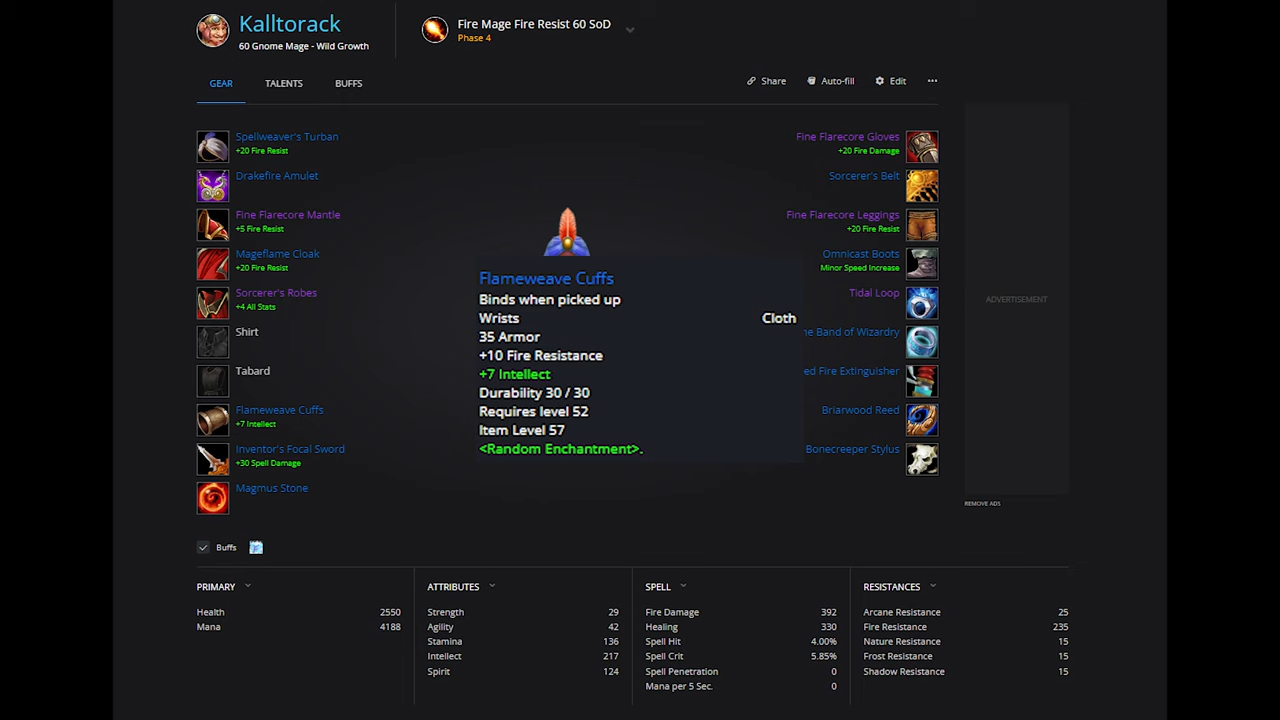 Kalltorack
60 Gnome Mage - Wild Growth
Fire Mage Fire Resist 60 SoD
Phase 4
GEAR
TALENTS
BUFFS
Share
Auto-fill
Edit
Spellweaver's Turban
+20 Fire Resist
Drakefire Amulet
Fine Flarecore Mantle
+5 Fire Resist
Mageflame Cloak
+20 Fire Resist
Sorcerer's Robes
+4 All Stats
Shirt
Tabard
Flameweave Cuffs
+7 Intellect
Inventor's Focal Sword
+30 Spell Damage
Magmus Stone
Flameweave Cuffs
Binds when picked up
Wrists Cloth
35 Armor
+10 Fire Resistance
+7 Intellect
Durability 30 / 30
Requires level 52
Item Level 57
<Random Enchantment>.
Fine Flarecore Gloves
+20 Fire Damage
Sorcerer's Belt
Fine Flarecore Leggings
+20 Fire Resist
Omnicast Boots
Minor Speed Increase
Tidal Loop
he Band of Wizardry
ed Fire Extinguisher
Briarwood Reed
Bonecreeper Stylus
ADVERTISEMENT
REMOVE ADS
Buffs
PRIMARY
Health 2550
Mana 4188
ATTRIBUTES
Strength 29
Agility 42
Stamina 136
Intellect 217
Spirit 124
SPELL
Fire Damage 392
Healing 330
Spell Hit 4.00%
Spell Crit 5.85%
Spell Penetration 0
Mana per 5 Sec. 0
RESISTANCES
Arcane Resistance 25
Fire Resistance 235
Nature Resistance 15
Frost Resistance 15
Shadow Resistance 15